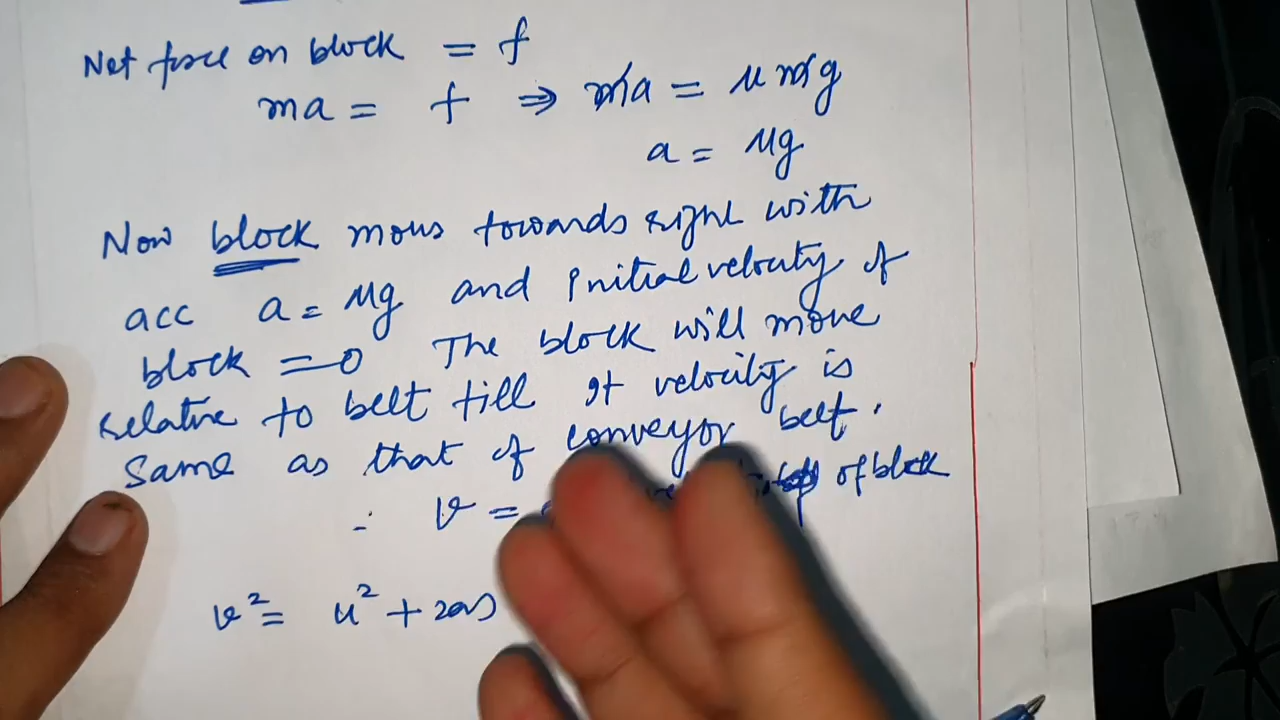 Net force on block = f
ma = f ⇒ ma = μmg
a = μg
Now block moves towards right with
acc a = μg and initial velocity of
block = 0 The block will move
relative to belt till it velocity is
same as that of conveyor belt.
∴ v = of block
v² = u² + 2as